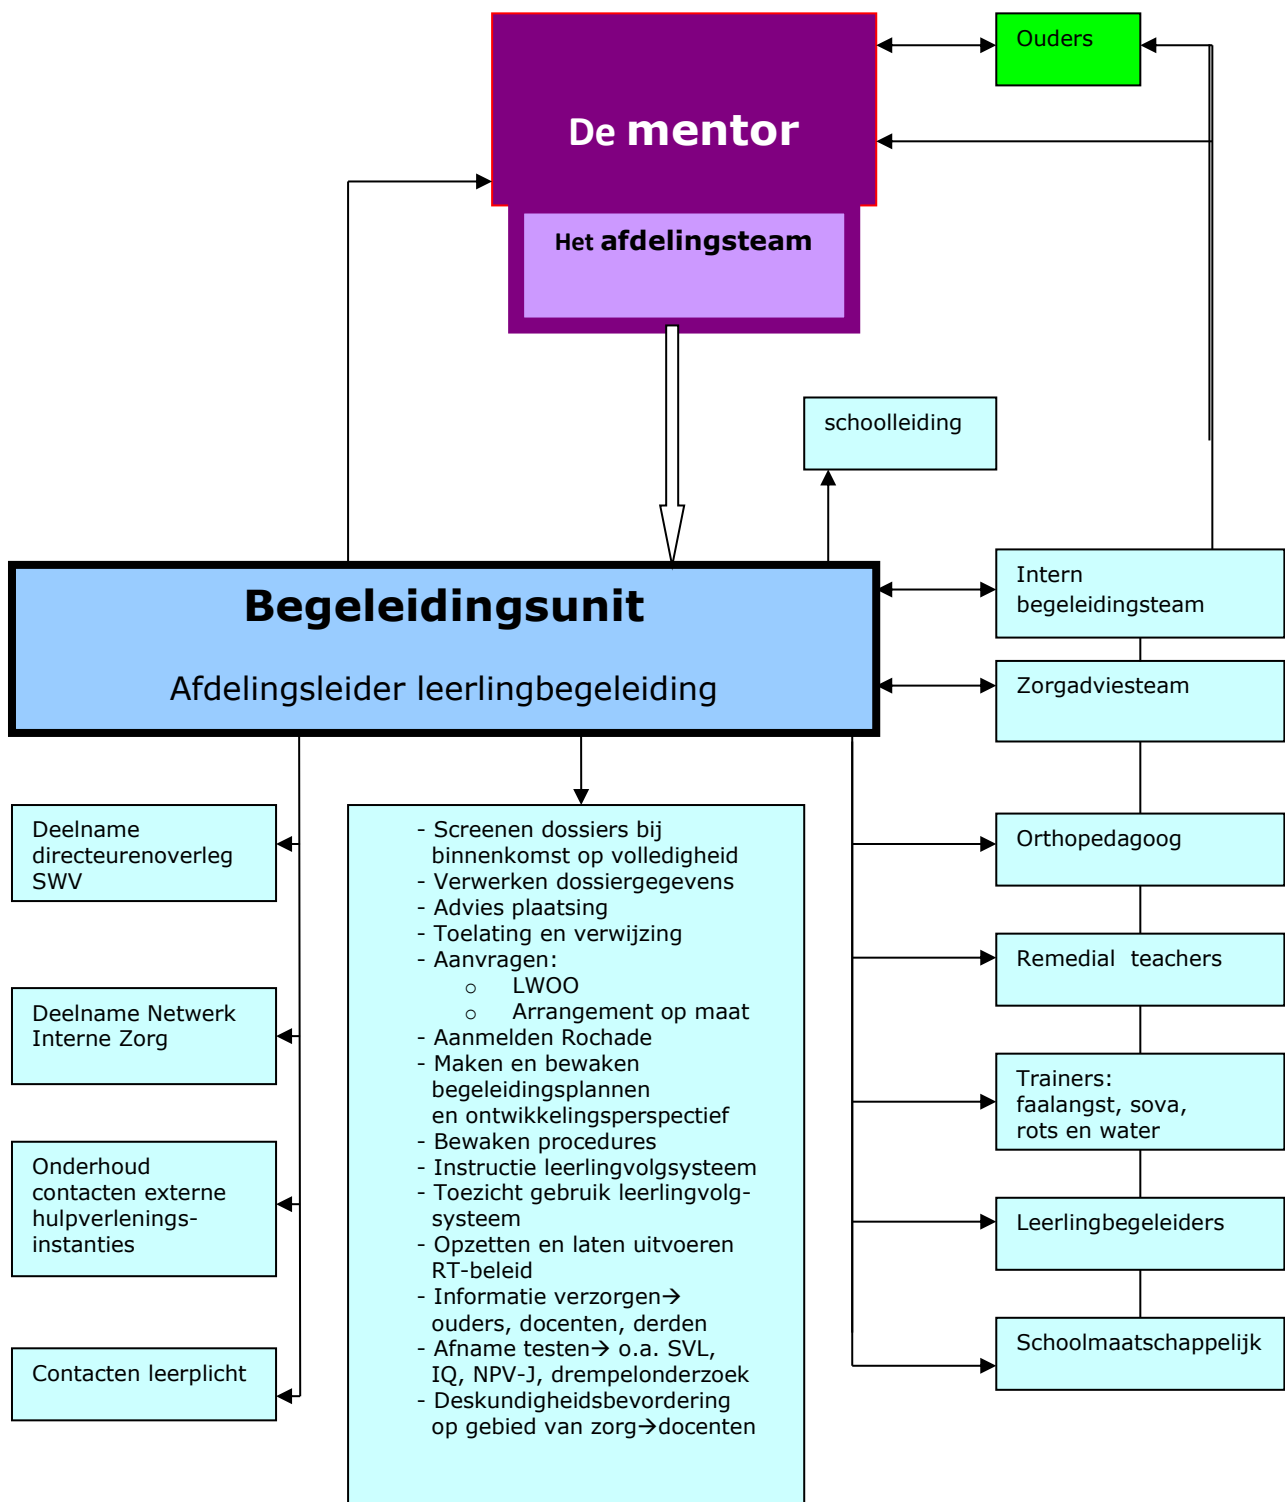 Ouders
De mentor
Het afdelingsteam
schoolleiding
Begeleidingsunit
Afdelingsleider leerlingbegeleiding
Intern
begeleidingsteam
Zorgadviesteam
Deelname
directeurenoverleg
SWV
Deelname Netwerk
Interne Zorg
Onderhoud
contacten externe
hulpverlenings-
instanties
Contacten leerplicht
- Screenen dossiers bij
binnenkomst op volledigheid
- Verwerken dossiergegevens
- Advies plaatsing
- Toelating en verwijzing
- Aanvragen:
o LWOO
o Arrangement op maat
- Aanmelden Rochade
- Maken en bewaken
begeleidingsplannen
en ontwikkelingsperspectief
- Bewaken procedures
- Instructie leerlingvolgsysteem
- Toezicht gebruik leerlingvolg-
systeem
- Opzetten en laten uitvoeren
RT-beleid
- Informatie verzorgen→
ouders, docenten, derden
- Afname testen→ o.a. SVL,
IQ, NPV-J, drempelonderzoek
- Deskundigheidsbevordering
op gebied van zorg→docenten
Orthopedagoog
Remedial teachers
Trainers:
faalangst, sova,
rots en water
Leerlingbegeleiders
Schoolmaatschappelijk